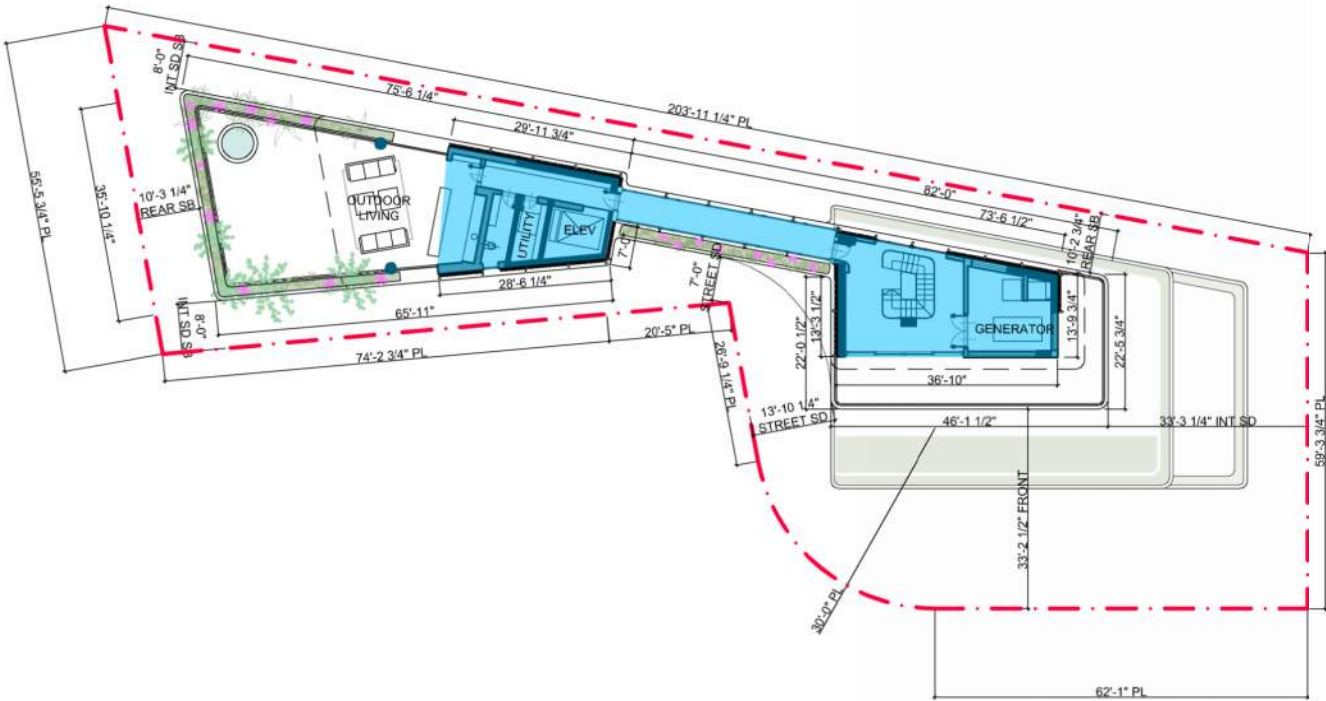 8'-0"
INT SD SB
75'-6 1/4"
203'-11 1/4" PL
29'-11 3/4"
55'-5 3/4" PL
35'-10 1/4"
10'-3 1/4"
REAR SB
OUTDOOR
LIVING
UTILITY
ELEV
82'-0"
73'-6 1/2"
10'-2 3/4"
REAR SB
7'-0"
7'-0"
STREET SD
28'-6 1/4"
INT SD SB
8'-0"
65'-11"
20'-5" PL
74'-2 3/4" PL
26'-9 1/4" PL
22'-0 1/2"
13'-3 1/2"
GENERATOR
13'-9 3/4"
22'-5 3/4"
36'-10"
13'-10 1/4"
STREET SD
46'-1 1/2"
33'-3 1/4" INT SD
59'-3 3/4" PL
33'-2 1/2" FRONT
30'-0" PL
62'-1" PL